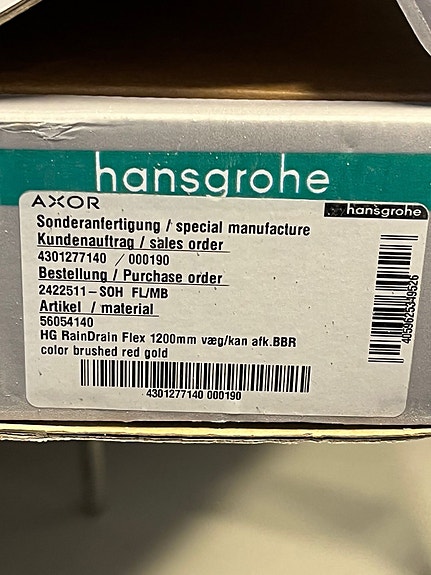 hansgrohe
AXOR
hansgrohe
Sonderanfertigung / special manufacture
Kundenauftrag / sales order
4301277140 / 000190
Bestellung / Purchase order
2422511-SOH FL/MB
Artikel / material
56054140
HG RainDrain Flex 1200mm væg/kan afk.BBR
color brushed red gold
4301277140 000190
4059625349526